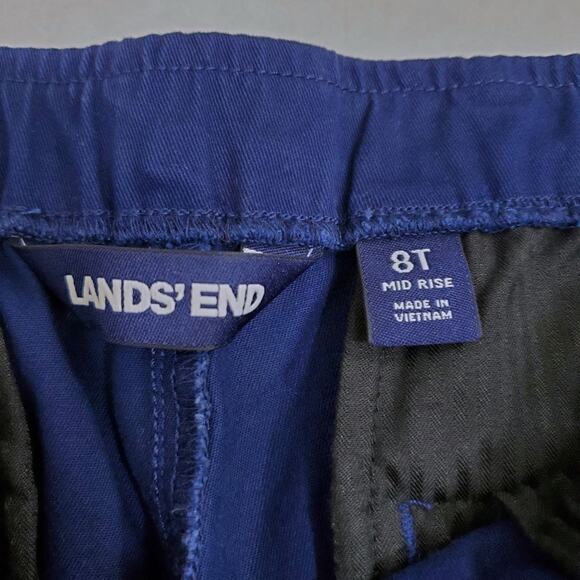 LANDS' END
8T
MID RISE
MADE IN
VIETNAM